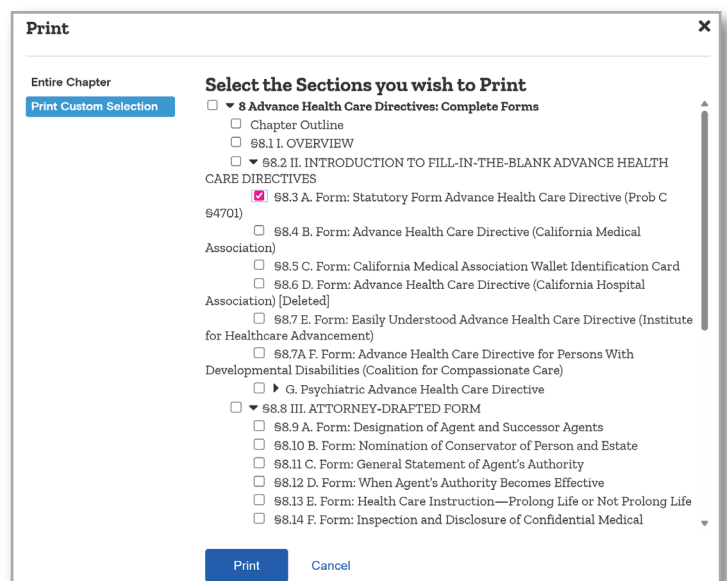 Print
Entire Chapter
Print Custom Selection
Select the Sections you wish to Print
8 Advance Health Care Directives: Complete Forms
Chapter Outline
§8.1 I. OVERVIEW
§8.2 II. INTRODUCTION TO FILL-IN-THE-BLANK ADVANCE HEALTH
CARE DIRECTIVES
§8.3 A. Form: Statutory Form Advance Health Care Directive (Prob C
§4701)
§8.4 B. Form: Advance Health Care Directive (California Medical
Association)
§8.5 C. Form: California Medical Association Wallet Identification Card
§8.6 D. Form: Advance Health Care Directive (California Hospital
Association) [Deleted]
§8.7 E. Form: Easily Understood Advance Health Care Directive (Institute
for Healthcare Advancement)
§8.7A F. Form: Advance Health Care Directive for Persons With
Developmental Disabilities (Coalition for Compassionate Care)
G. Psychiatric Advance Health Care Directive
§8.8 III. ATTORNEY-DRAFTED FORM
§8.9 A. Form: Designation of Agent and Successor Agents
§8.10 B. Form: Nomination of Conservator of Person and Estate
§8.11 C. Form: General Statement of Agent's Authority
§8.12 D. Form: When Agent's Authority Becomes Effective
§8.13 E. Form: Health Care Instruction—Prolong Life or Not Prolong Life
§8.14 F. Form: Inspection and Disclosure of Confidential Medical
Print
Cancel